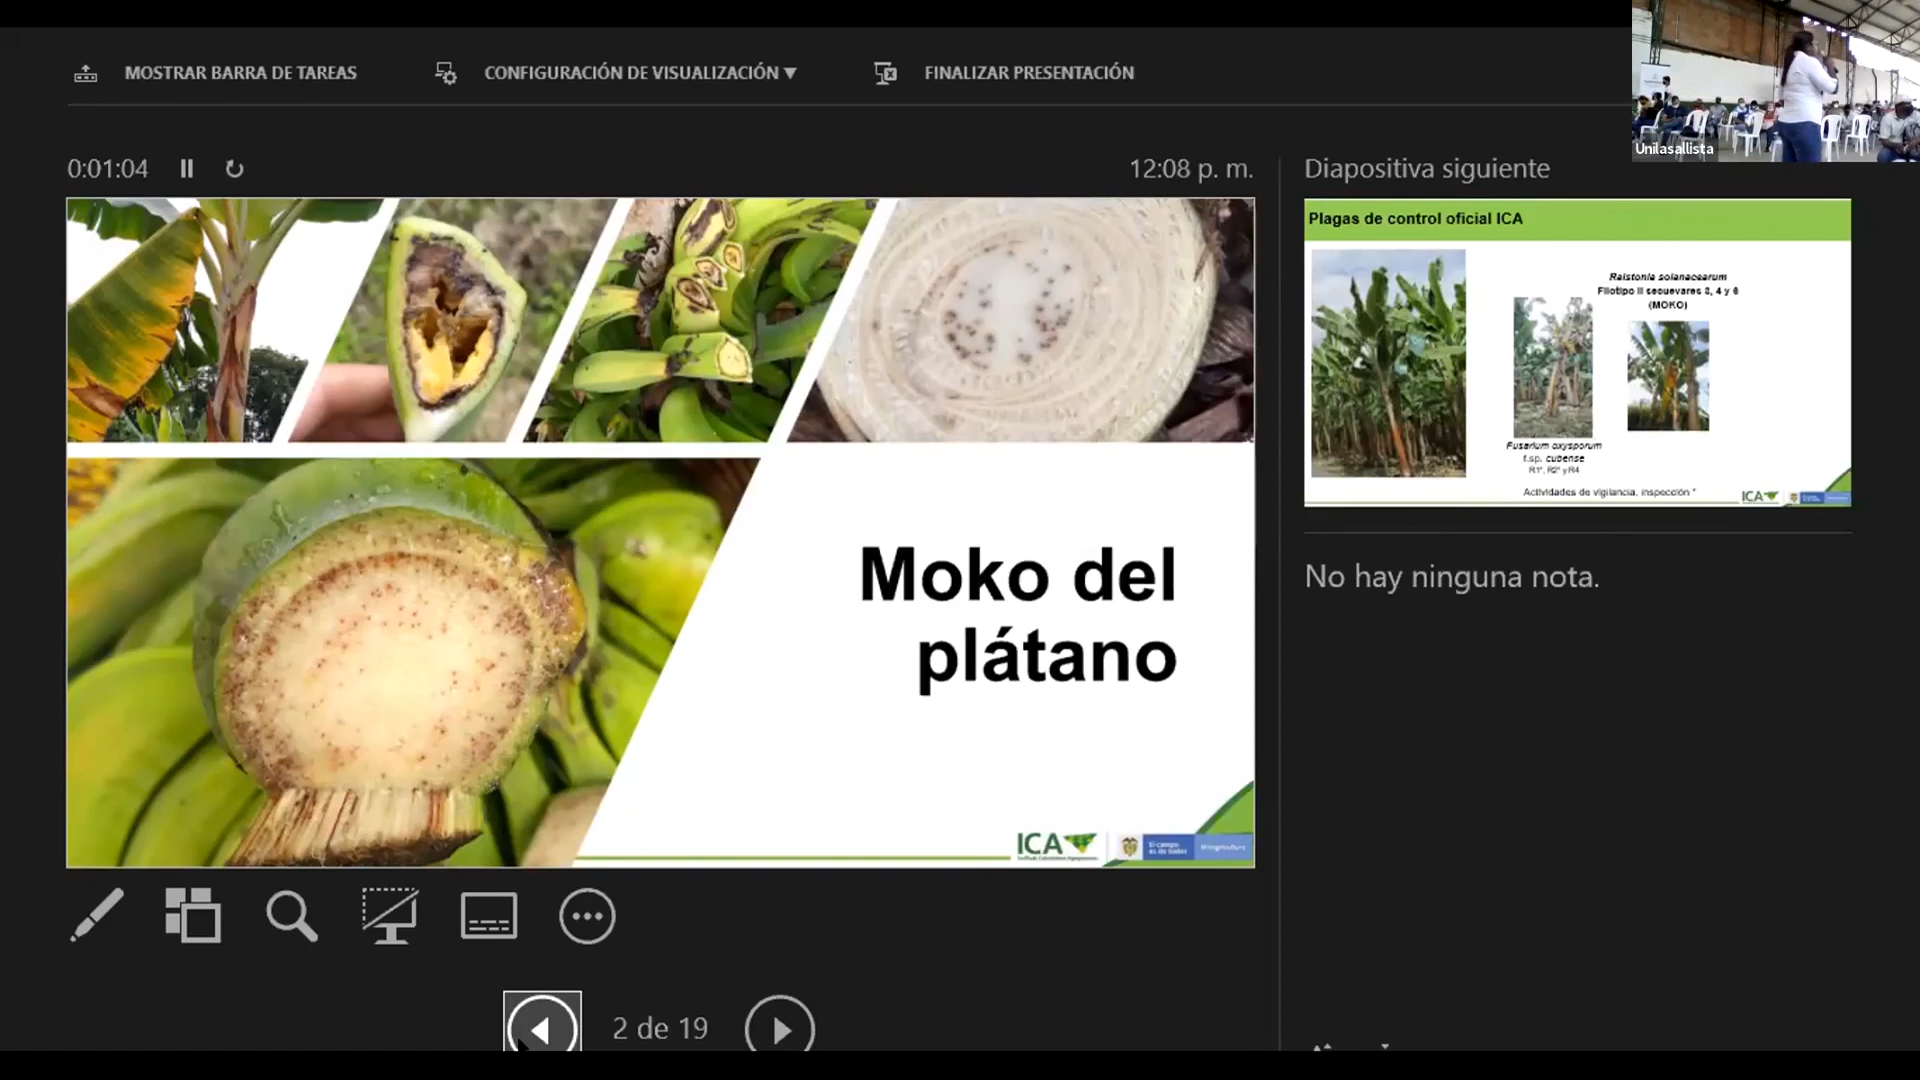 MOSTRAR BARRA DE TAREAS
CONFIGURACIÓN DE VISUALIZACIÓN ▼
FINALIZAR PRESENTACIÓN
Unilasallista
0:01:04
12:08 p. m.
Diapositiva siguiente
Moko del
plátano
ICA
El campo
es de todos
Minagricultura
Plagas de control oficial ICA
Ralstonia solanacearum
Filotipo II secuevares 3, 4 y 6
(MOKO)
Fusarium oxysporum
f.sp. cubense
R1*, R2* y R4
Actividades de vigilancia, inspección *
ICA
No hay ninguna nota.
2 de 19